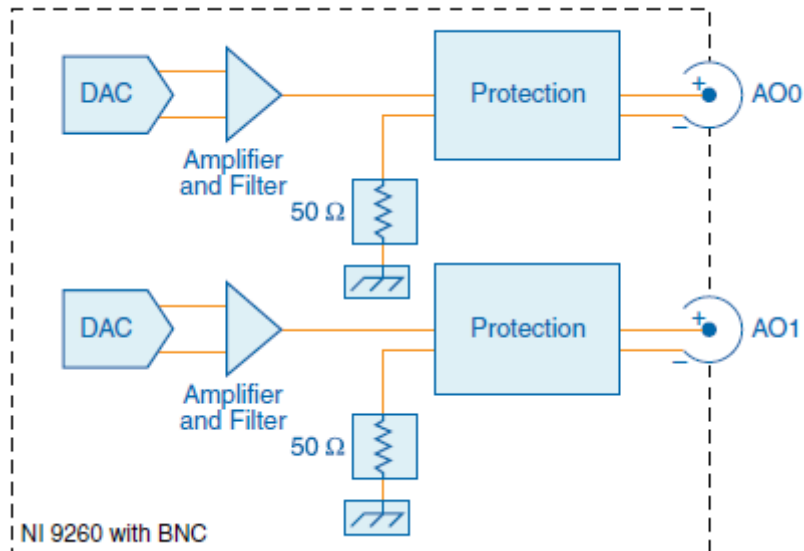 DAC
Protection
+
−
AO0
Amplifier
and Filter
50 Ω
DAC
Protection
+
−
AO1
Amplifier
and Filter
50 Ω
NI 9260 with BNC